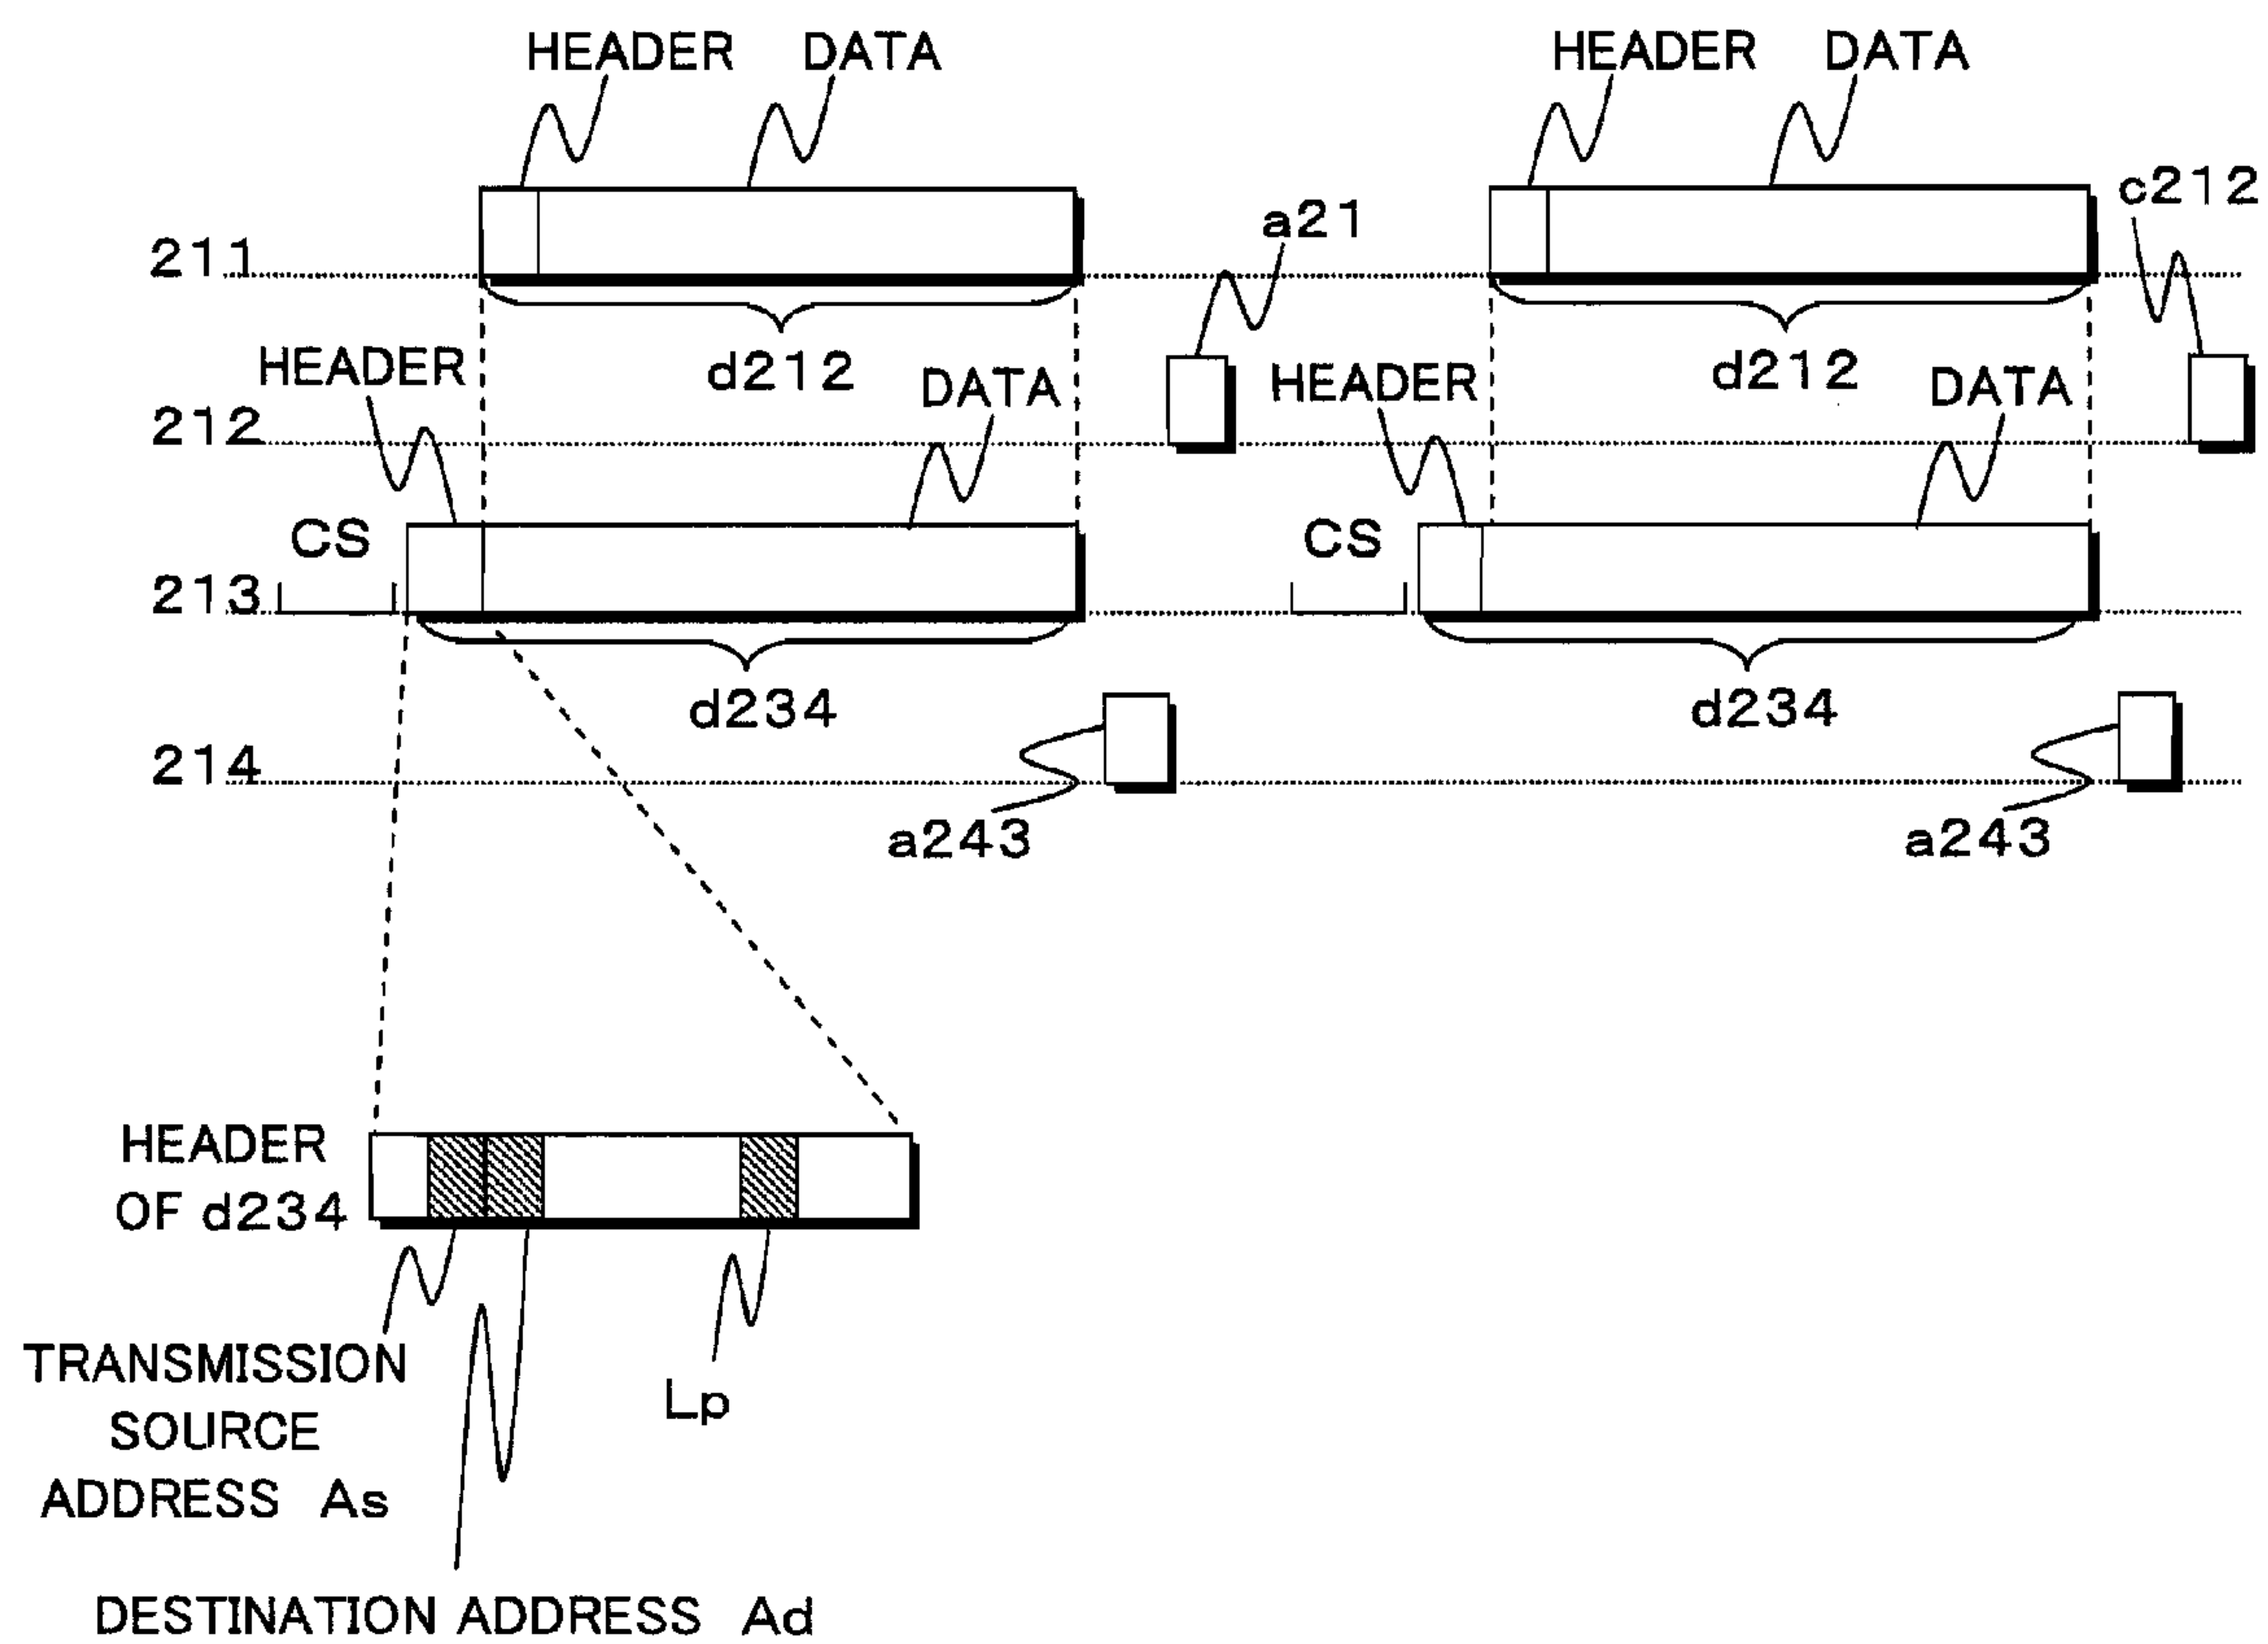 HEADER DATA HEADER DATA
c212
a21
211
d212 d212
HEADER DATA HEADER DATA
212
CS CS
213
d234 d234
214
a243 a243
HEADER
OF d234
TRANSMISSION
SOURCE
ADDRESS As
Lp
DESTINATION ADDRESS Ad